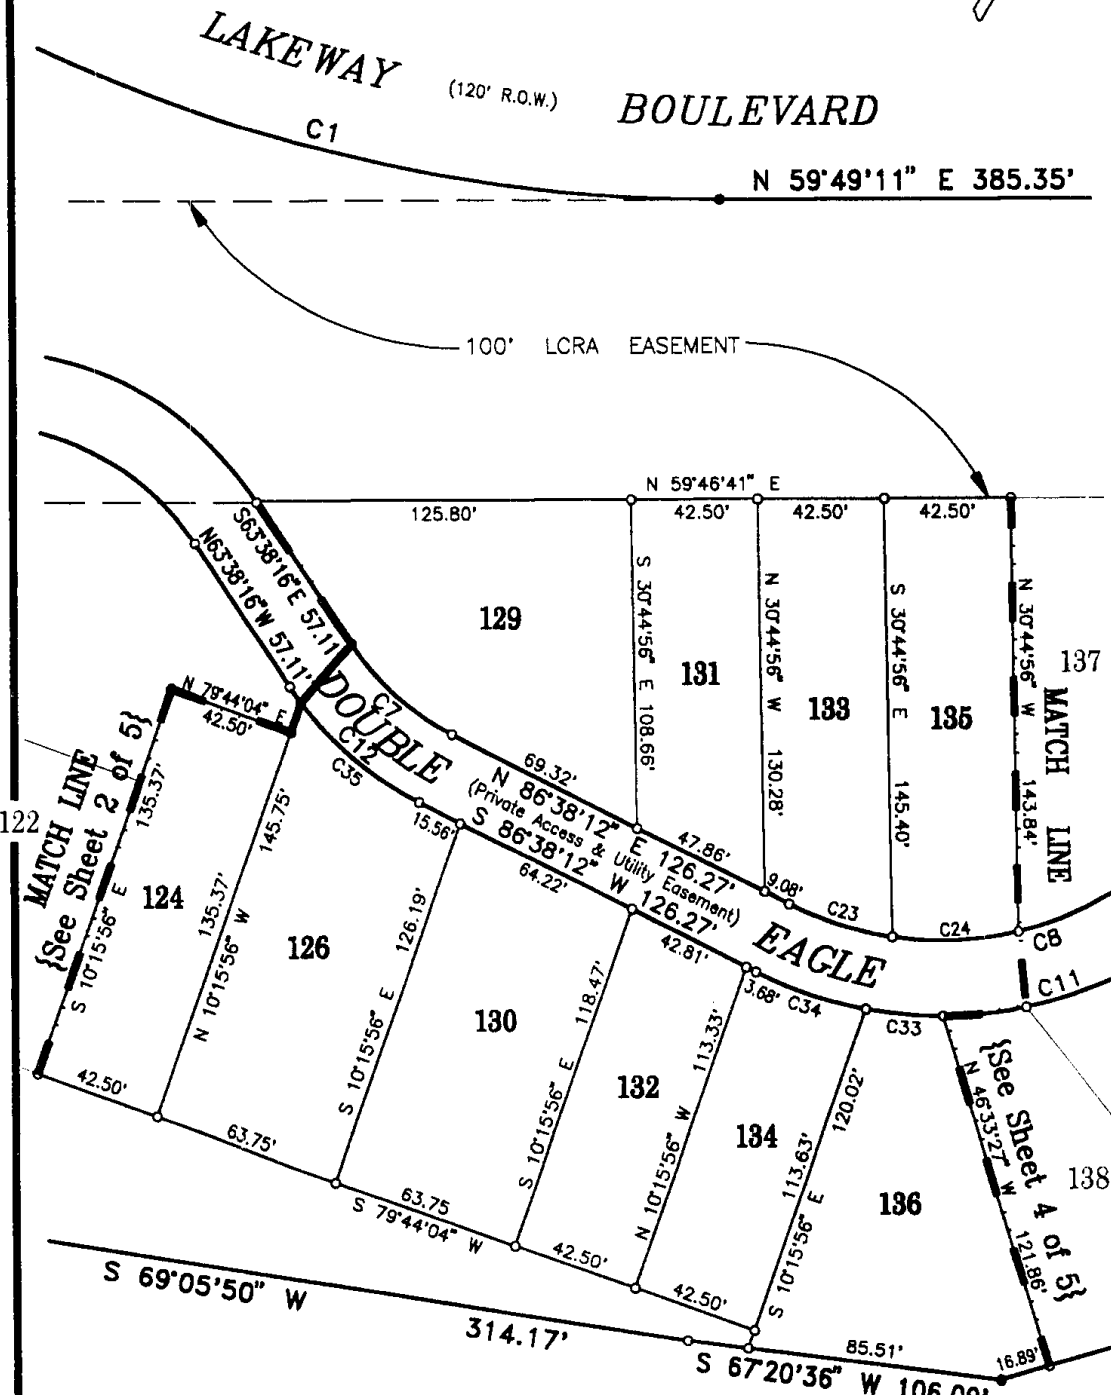 LAKEWAY (120' R.O.W.) BOULEVARD
C1
N 59°49'11" E 385.35'
100' LCRA EASEMENT
N 59°46'41" E
125.80'
42.50'
42.50'
42.50'
S63°38'16"E 57.11'
N63°38'16"W 57.11'
129
S 30°44'56" E 108.66'
131
N 30°44'56" W 130.28'
133
S 30°44'56" E 145.40'
135
N 30°44'56" W 143.84'
137
MATCH LINE
N 79°44'04" E
42.50'
DOUBLE EAGLE
C7
C12
C35
69.32'
N 86°38'12" E 126.27'
(Private Access & Utility Easement)
S 86°38'12" W 126.27'
15.56'
64.22'
47.86'
9.08'
C23
C24
C8
C11
42.81'
3.68'
C34
C33
122
MATCH LINE
{See Sheet 2 of 5}
135.37'
S 10°15'56" E
124
145.75'
135.37'
N 10°15'56" W
126
126.19'
S 10°15'56" E
130
118.47'
S 10°15'56" E
132
113.33'
N 10°15'56" W
134
120.02'
113.63'
S 10°15'56" E
136
{See Sheet 4 of 5}
N 46°33'27" W
121.86'
138
42.50'
63.75'
63.75
S 79°44'04" W
42.50'
42.50'
S 69°05'50" W
314.17'
85.51'
16.89'
S 67°20'36" W 106.09'